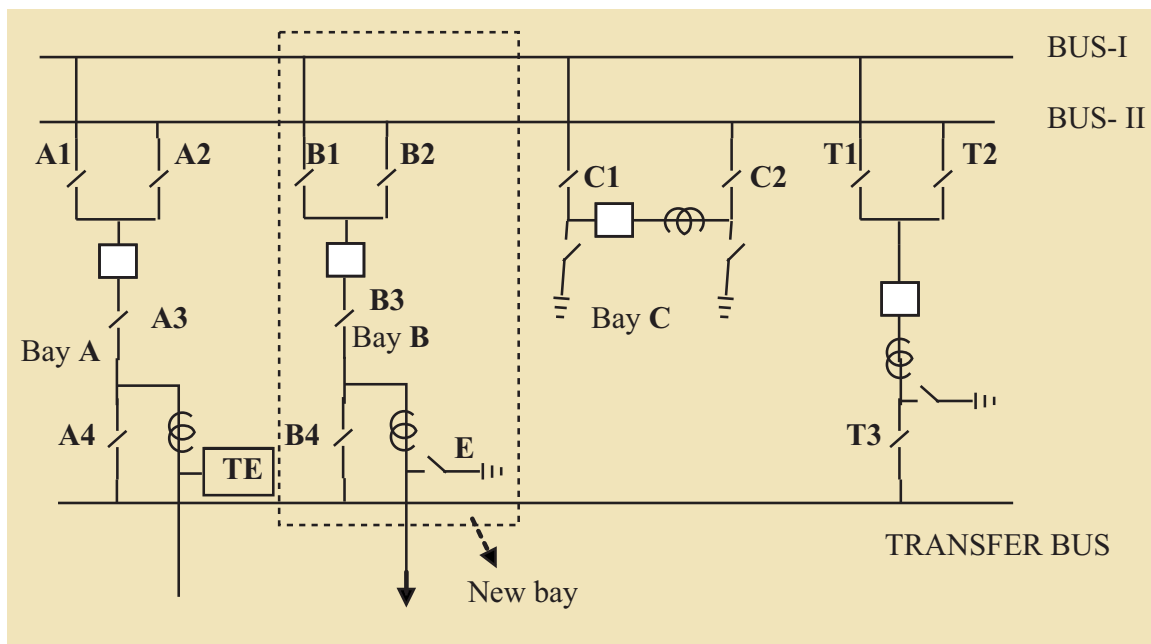 BUS-I
BUS- II
A1 A2 B1 B2 C1 C2 T1 T2
A3 B3
Bay A Bay B Bay C
A4 TE B4 E T3
TRANSFER BUS
New bay